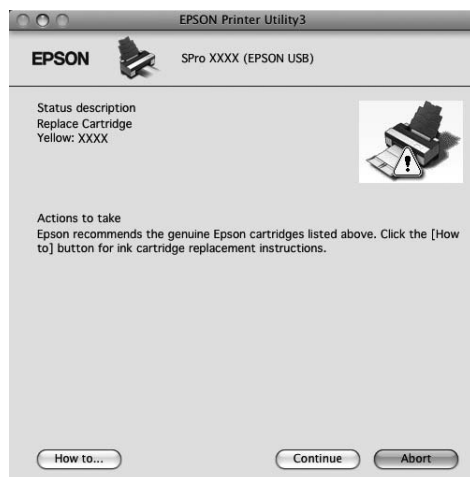 EPSON Printer Utility3
EPSON
SPro XXXX (EPSON USB)
Status description
Replace Cartridge
Yellow: XXXX
Actions to take
Epson recommends the genuine Epson cartridges listed above. Click the [How
to] button for ink cartridge replacement instructions.
How to...
Continue
Abort